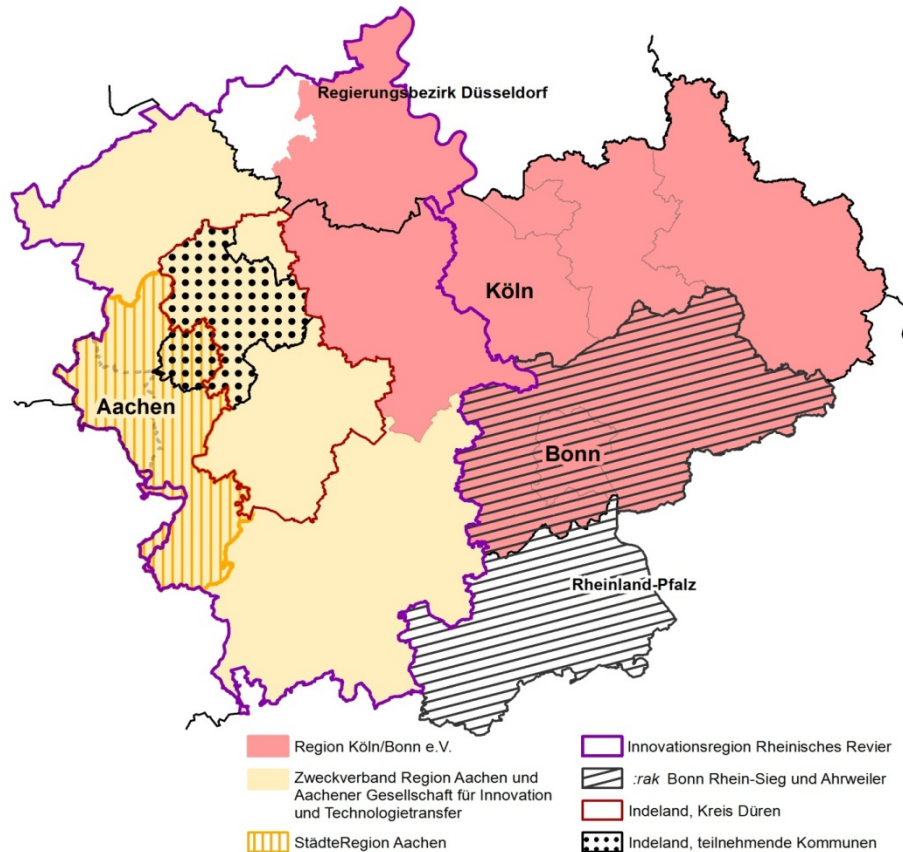 Regierungsbezirk Düsseldorf
Köln
Aachen
Bonn
Rheinland-Pfalz
Region Köln/Bonn e.V.
Zweckverband Region Aachen und
Aachener Gesellschaft für Innovation
und Technologietransfer
StädteRegion Aachen
Innovationsregion Rheinisches Revier
:rak Bonn Rhein-Sieg und Ahrweiler
Indeland, Kreis Düren
Indeland, teilnehmende Kommunen